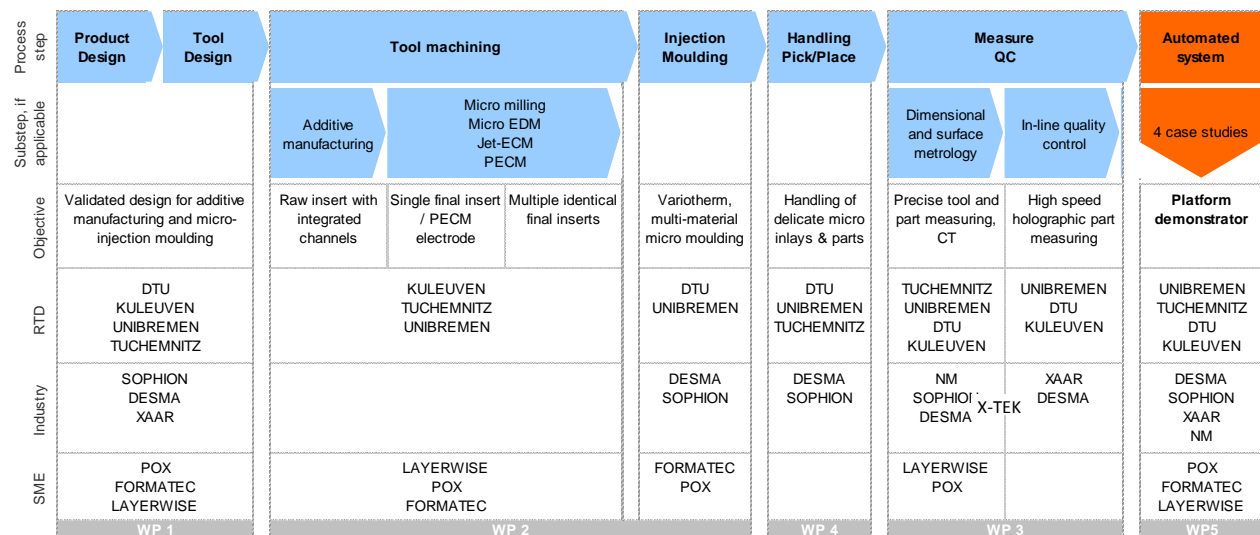 Process step
Product Design
Tool Design
Tool machining
Injection Moulding
Handling Pick/Place
Measure QC
Automated system
Substep, if applicable
Additive manufacturing
Micro milling
Micro EDM
Jet-ECM
PECM
Dimensional and surface metrology
In-line quality control
4 case studies
Objective
Validated design for additive manufacturing and micro-injection moulding
Raw insert with integrated channels
Single final insert / PECM electrode
Multiple identical final inserts
Variotherm, multi-material micro moulding
Handling of delicate micro inlays & parts
Precise tool and part measuring, CT
High speed holographic part measuring
Platform demonstrator
RTD
DTU
KULEUVEN
UNIBREMEN
TUCHEMNITZ
KULEUVEN
TUCHEMNITZ
UNIBREMEN
DTU
UNIBREMEN
DTU
UNIBREMEN
TUCHEMNITZ
TUCHEMNITZ
UNIBREMEN
DTU
KULEUVEN
UNIBREMEN
DTU
KULEUVEN
UNIBREMEN
TUCHEMNITZ
DTU
KULEUVEN
Industry
SOPHION
DESMA
XAAR
DESMA
SOPHION
DESMA
SOPHION
NM
SOPHION
DESMA
X-TEK
XAAR
DESMA
DESMA
SOPHION
XAAR
NM
SME
POX
FORMATEC
LAYERWISE
LAYERWISE
POX
FORMATEC
FORMATEC
POX
LAYERWISE
POX
POX
FORMATEC
LAYERWISE
WP 1
WP 2
WP 4
WP 3
WP5